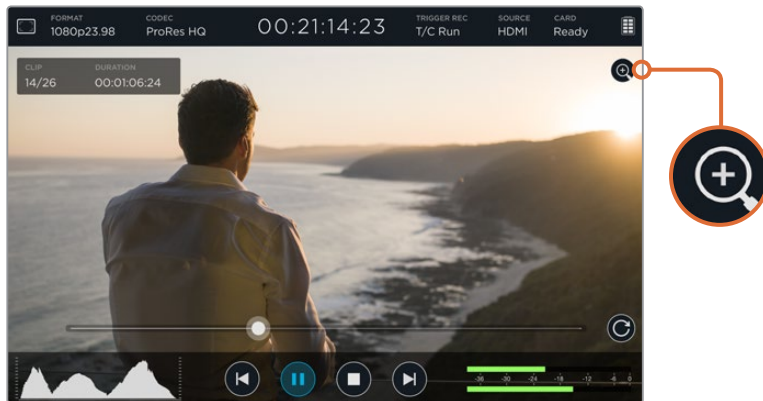 FORMAT CODEC 00:21:14:23 TRIGGER REC SOURCE CARD
1080p23.98 ProRes HQ T/C Run HDMI Ready
CLIP DURATION
14/26 00:01:06:24
-36 -30 -24 -18 -12 -6 0